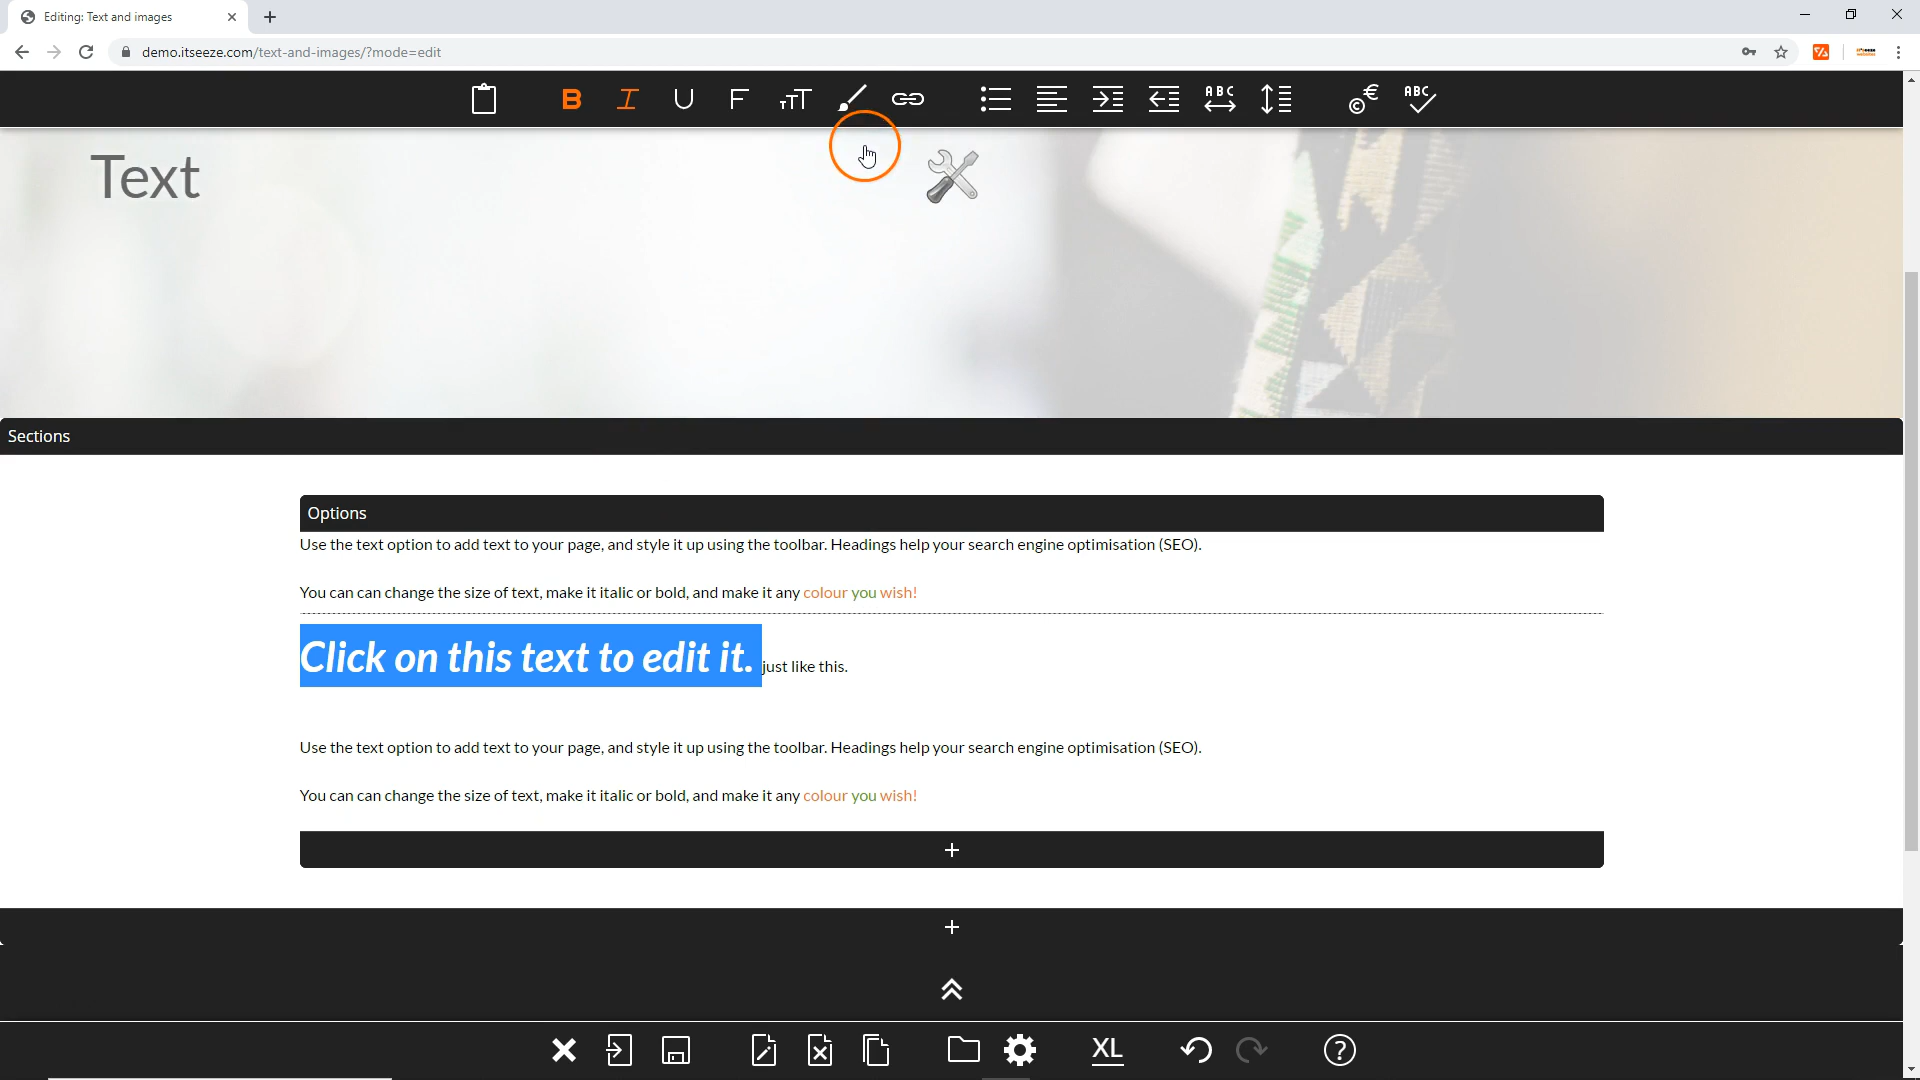 Editing: Text and images
demo.itseeze.com/text-and-images/?mode=edit
B I U F TTT ABC ©€ ABC
Text
Sections
Options
Use the text option to add text to your page, and style it up using the toolbar. Headings help your search engine optimisation (SEO).
You can can change the size of text, make it italic or bold, and make it any colour you wish!
Click on this text to edit it. just like this.
Use the text option to add text to your page, and style it up using the toolbar. Headings help your search engine optimisation (SEO).
You can can change the size of text, make it italic or bold, and make it any colour you wish!
XL